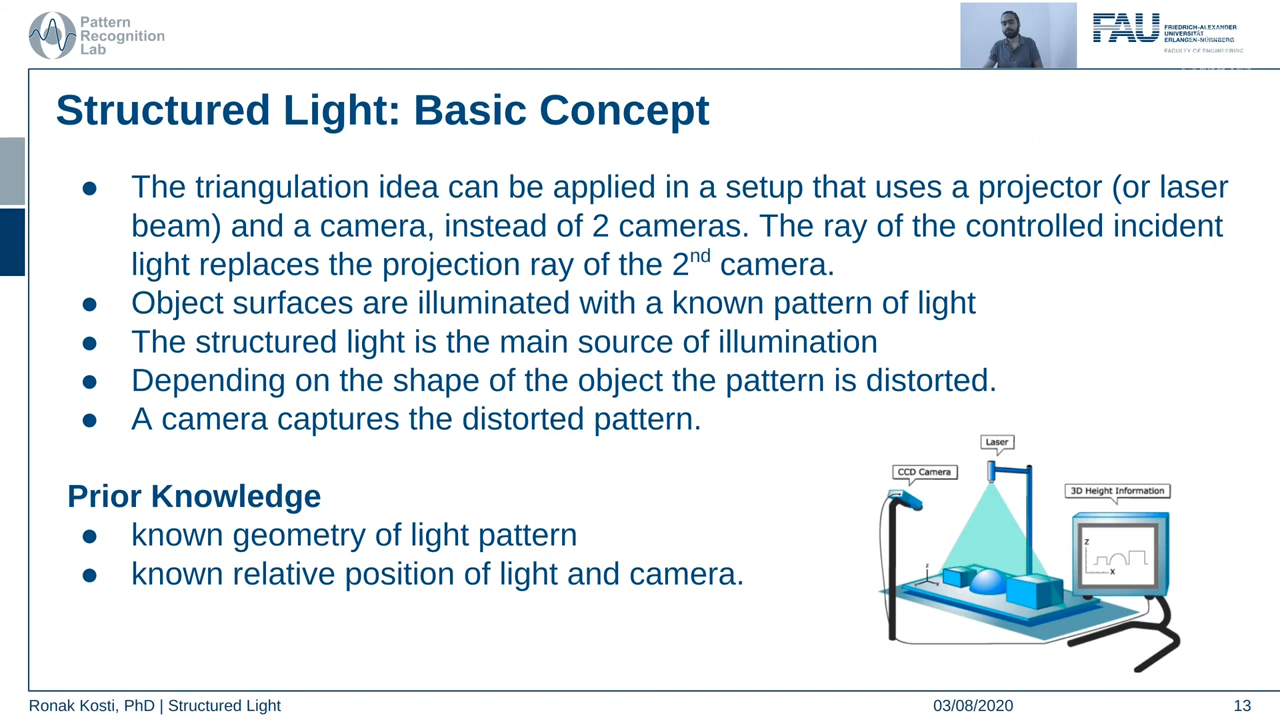 Pattern
Recognition
Lab
FAU
FRIEDRICH-ALEXANDER
UNIVERSITÄT
ERLANGEN-NÜRNBERG
FACULTY OF ENGINEERING
Structured Light: Basic Concept
● The triangulation idea can be applied in a setup that uses a projector (or laser
beam) and a camera, instead of 2 cameras. The ray of the controlled incident
light replaces the projection ray of the 2nd camera.
● Object surfaces are illuminated with a known pattern of light
● The structured light is the main source of illumination
● Depending on the shape of the object the pattern is distorted.
● A camera captures the distorted pattern.
Prior Knowledge
● known geometry of light pattern
● known relative position of light and camera.
Laser
CCD Camera
3D Height Information
Z
X
z
Ronak Kosti, PhD | Structured Light
03/08/2020
13